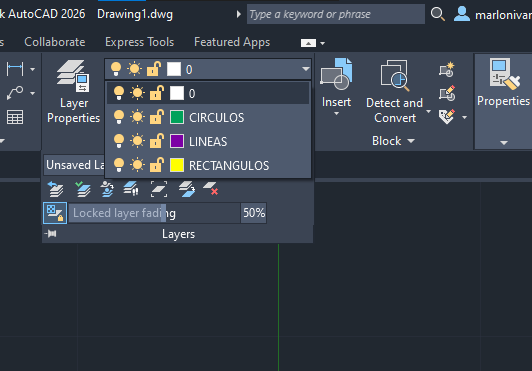 k AutoCAD 2026 Drawing1.dwg Type a keyword or phrase marloniva
Collaborate Express Tools Featured Apps
0
Layer Properties
0
CIRCULOS
LINEAS
RECTANGULOS
Unsaved La
Locked layer fading 50%
Layers
Insert
Detect and Convert
Block
Properties